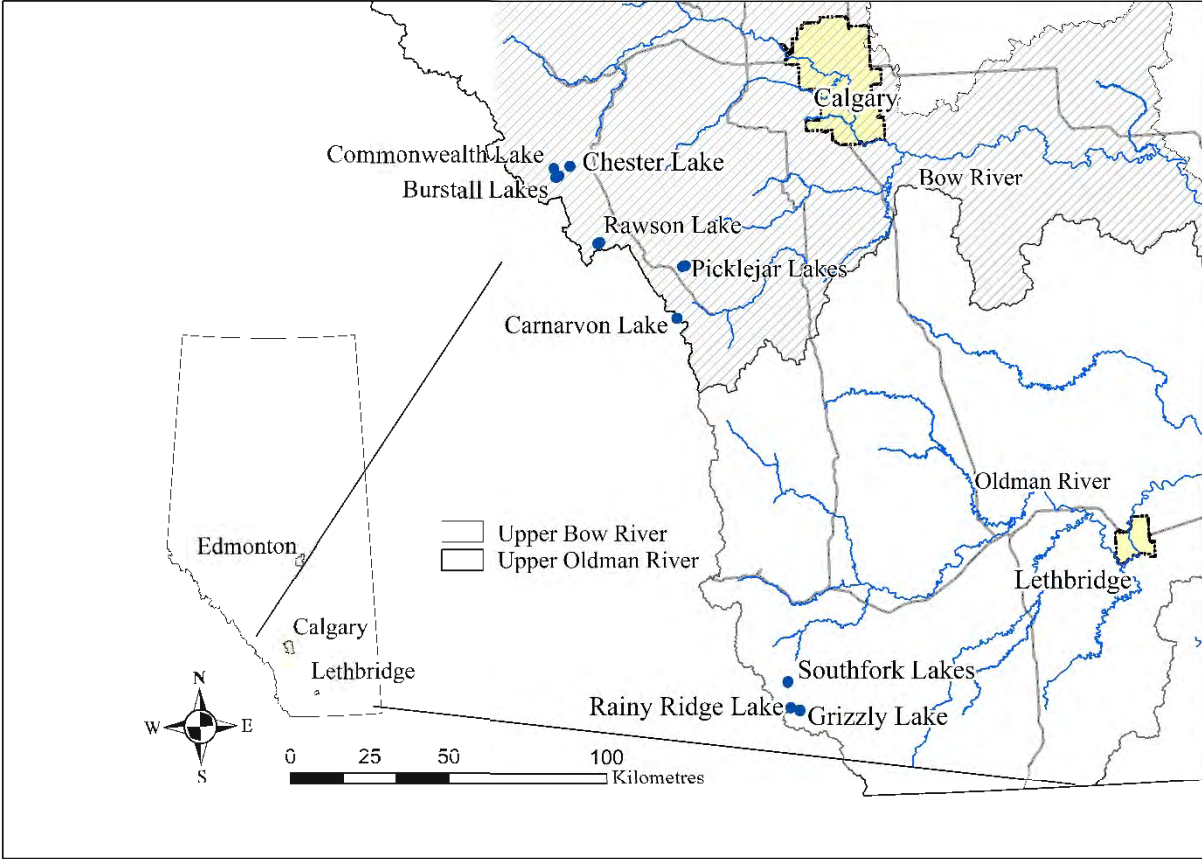 Calgary
Commonwealth Lake
Chester Lake
Burstall Lakes
Bow River
Rawson Lake
Picklejar Lakes
Carnarvon Lake
Oldman River
Upper Bow River
Upper Oldman River
Edmonton
Lethbridge
Calgary
Lethbridge
Southfork Lakes
Rainy Ridge Lake
Grizzly Lake
N
W E
S
0 25 50 100
Kilometres